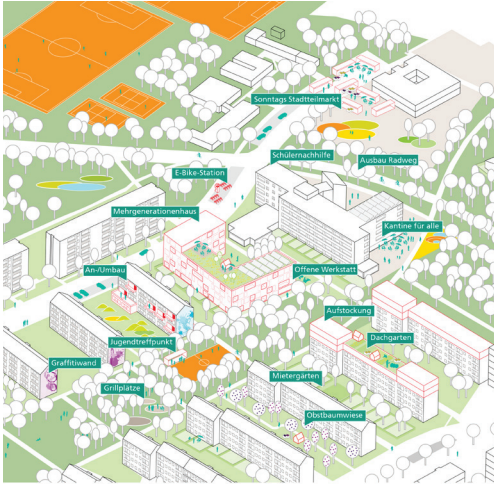 Sonntags Stadtteilmarkt
Schülernachhilfe
Ausbau Radweg
E-Bike-Station
Mehrgenerationenhaus
Kantine für alle
An-/Umbau
Offene Werkstatt
Aufstockung
Dachgarten
Jugendtreffpunkt
Graffitiwand
Mietergärten
Grillplätze
Obstbaumwiese